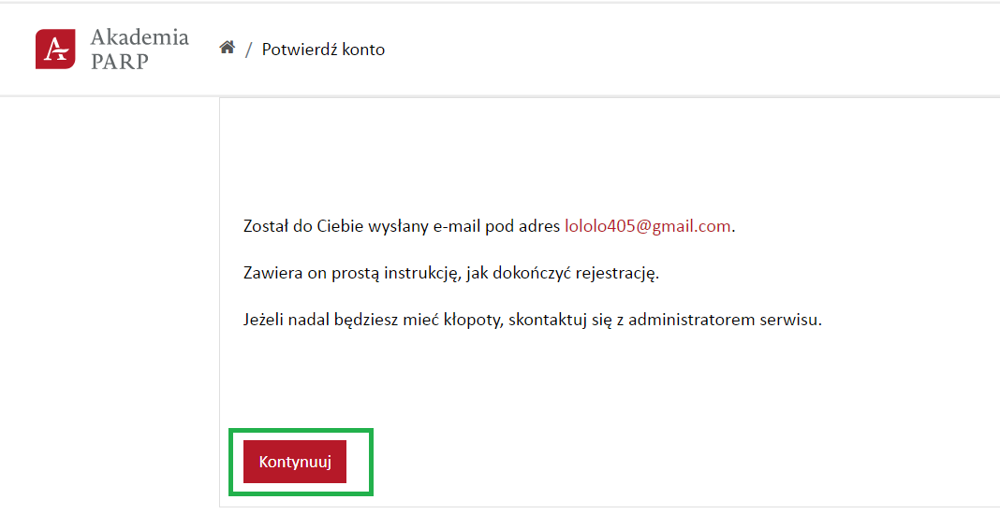 Akademia
PARP
/ Potwierdź konto
Został do Ciebie wysłany e-mail pod adres lololo405@gmail.com.
Zawiera on prostą instrukcję, jak dokończyć rejestrację.
Jeżeli nadal będziesz mieć kłopoty, skontaktuj się z administratorem serwisu.
Kontynuuj